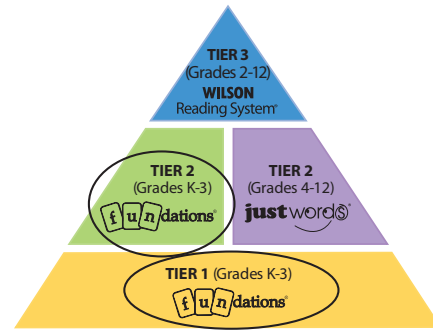 TIER 3
(Grades 2-12)
WILSON
Reading System®
TIER 2
(Grades K-3)
fundations®
TIER 2
(Grades 4-12)
just words®
TIER 1 (Grades K-3)
fundations®